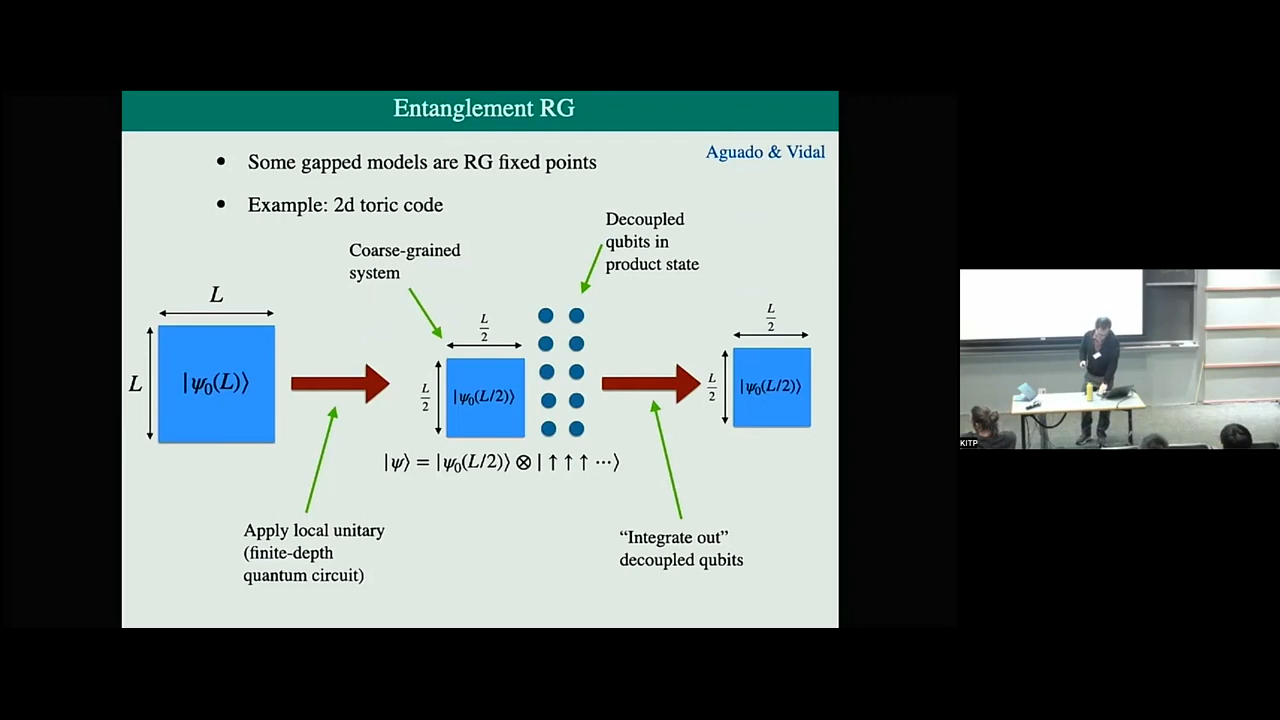 Entanglement RG
Aguado & Vidal
• Some gapped models are RG fixed points
• Example: 2d toric code
Decoupled
qubits in
product state
Coarse-grained
system
L
L
|ψ₀(L)⟩
L/2
L/2
|ψ₀(L/2)⟩
L/2
L/2
|ψ₀(L/2)⟩
|ψ⟩ = |ψ₀(L/2)⟩ ⊗ |↑↑↑ ⋯⟩
Apply local unitary
(finite-depth
quantum circuit)
“Integrate out”
decoupled qubits
KITP